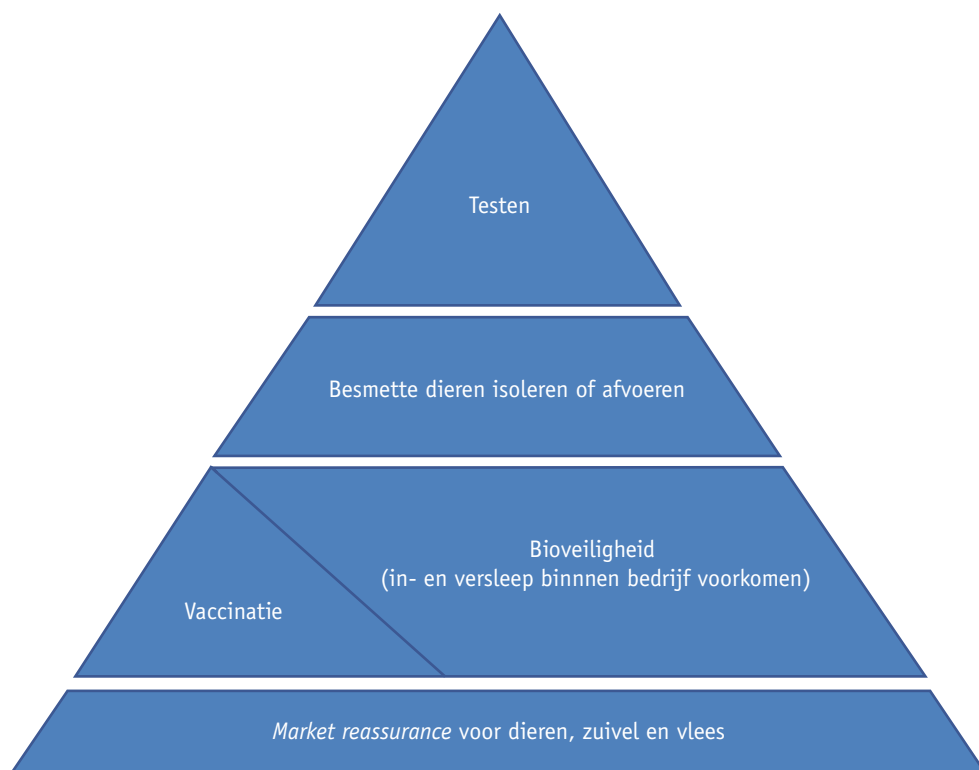 Testen
Besmette dieren isoleren of afvoeren
Bioveiligheid
(in- en versleep binnnen bedrijf voorkomen)
Vaccinatie
Market reassurance voor dieren, zuivel en vlees